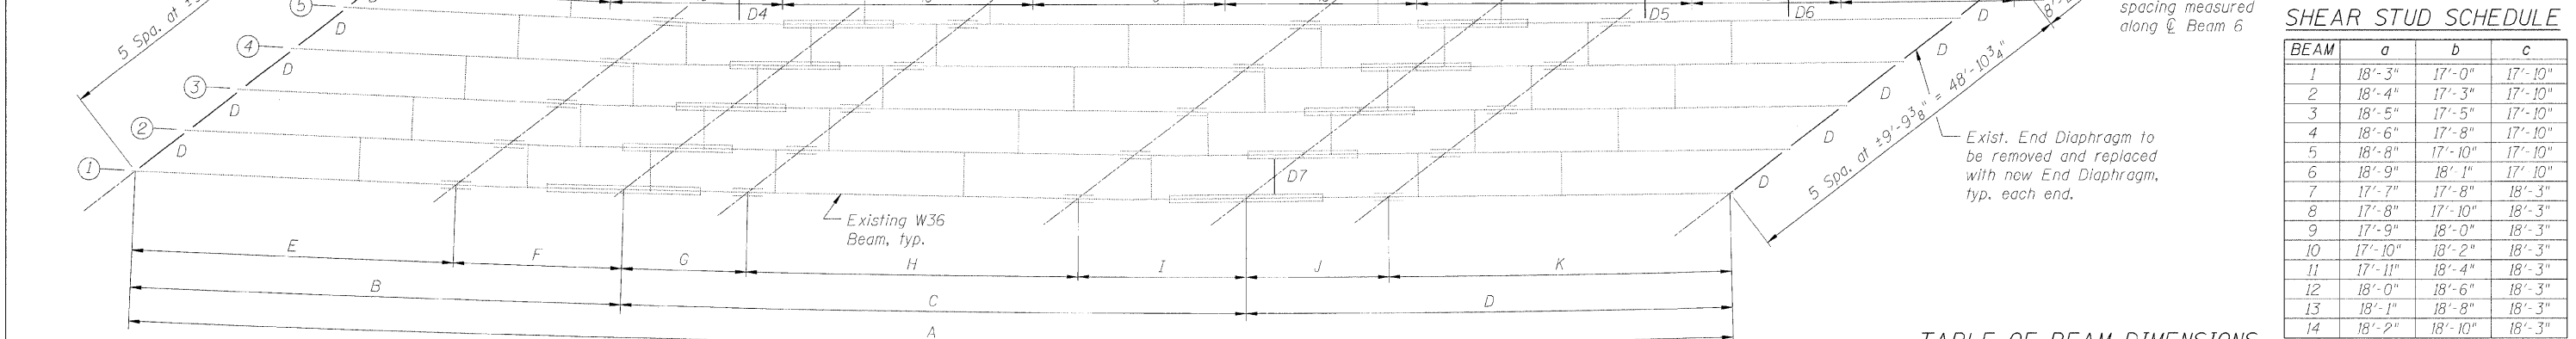 5 Spa. at
5
D
D4
D5
D6
D
spacing measured
along ℄ Beam 6
4
D
D
3
D
D
2
D
D
1
D7
D
5 Spa. at ±9'-9 3/8" = 48'-10 3/4"
Exist. End Diaphragm to
be removed and replaced
with new End Diaphragm,
typ. each end.
Existing W36
Beam, typ.
E F G H I J K
B C D
A
SHEAR STUD SCHEDULE
BEAM a b c
1 18'-3" 17'-0" 17'-10"
2 18'-4" 17'-3" 17'-10"
3 18'-5" 17'-5" 17'-10"
4 18'-6" 17'-8" 17'-10"
5 18'-8" 17'-10" 17'-10"
6 18'-9" 18'-1" 17'-10"
7 17'-7" 17'-8" 18'-3"
8 17'-8" 17'-10" 18'-3"
9 17'-9" 18'-0" 18'-3"
10 17'-10" 18'-2" 18'-3"
11 17'-11" 18'-4" 18'-3"
12 18'-0" 18'-6" 18'-3"
13 18'-1" 18'-8" 18'-3"
14 18'-2" 18'-10" 18'-3"
TABLE OF BEAM DIMENSIONS